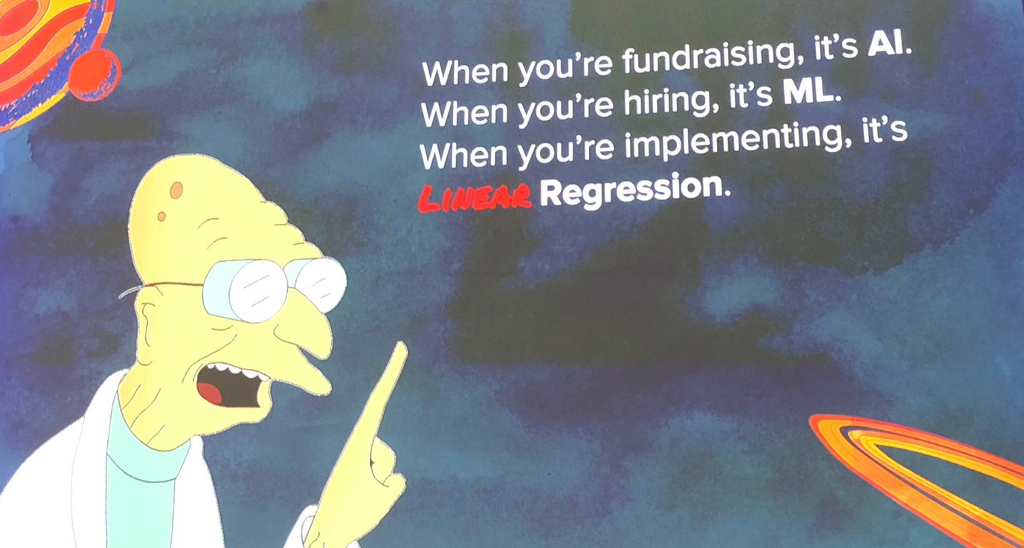 When you're fundraising, it's AI.
When you're hiring, it's ML.
When you're implementing, it's
LINEAR Regression.